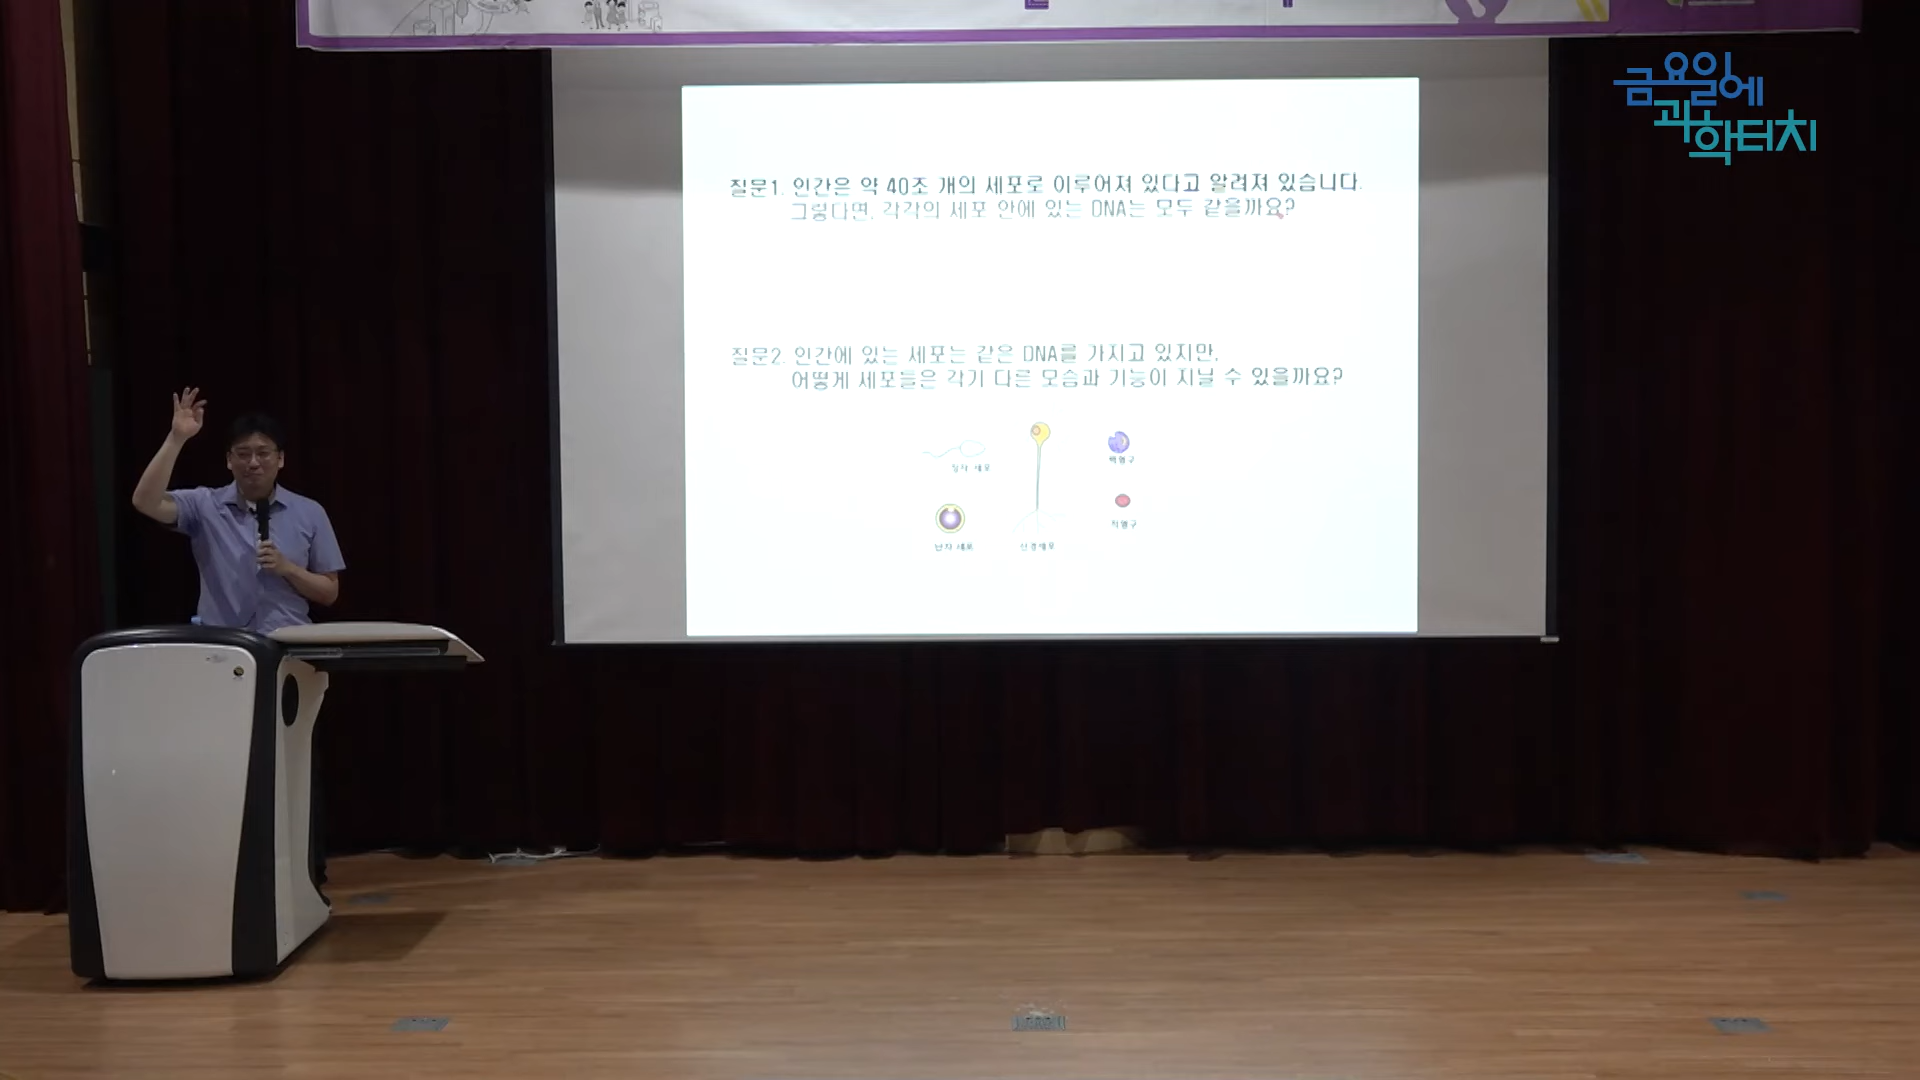 금요일에
과학터치
질문1. 인간은 약 40조 개의 세포로 이루어져 있다고 알려져 있습니다.
그렇다면, 각각의 세포 안에 있는 DNA는 모두 같을까요?
질문2. 인간에 있는 세포는 같은 DNA를 가지고 있지만,
어떻게 세포들은 각기 다른 모습과 기능이 지닐 수 있을까요?
정자 세포
백혈구
적혈구
난자 세포
신경세포